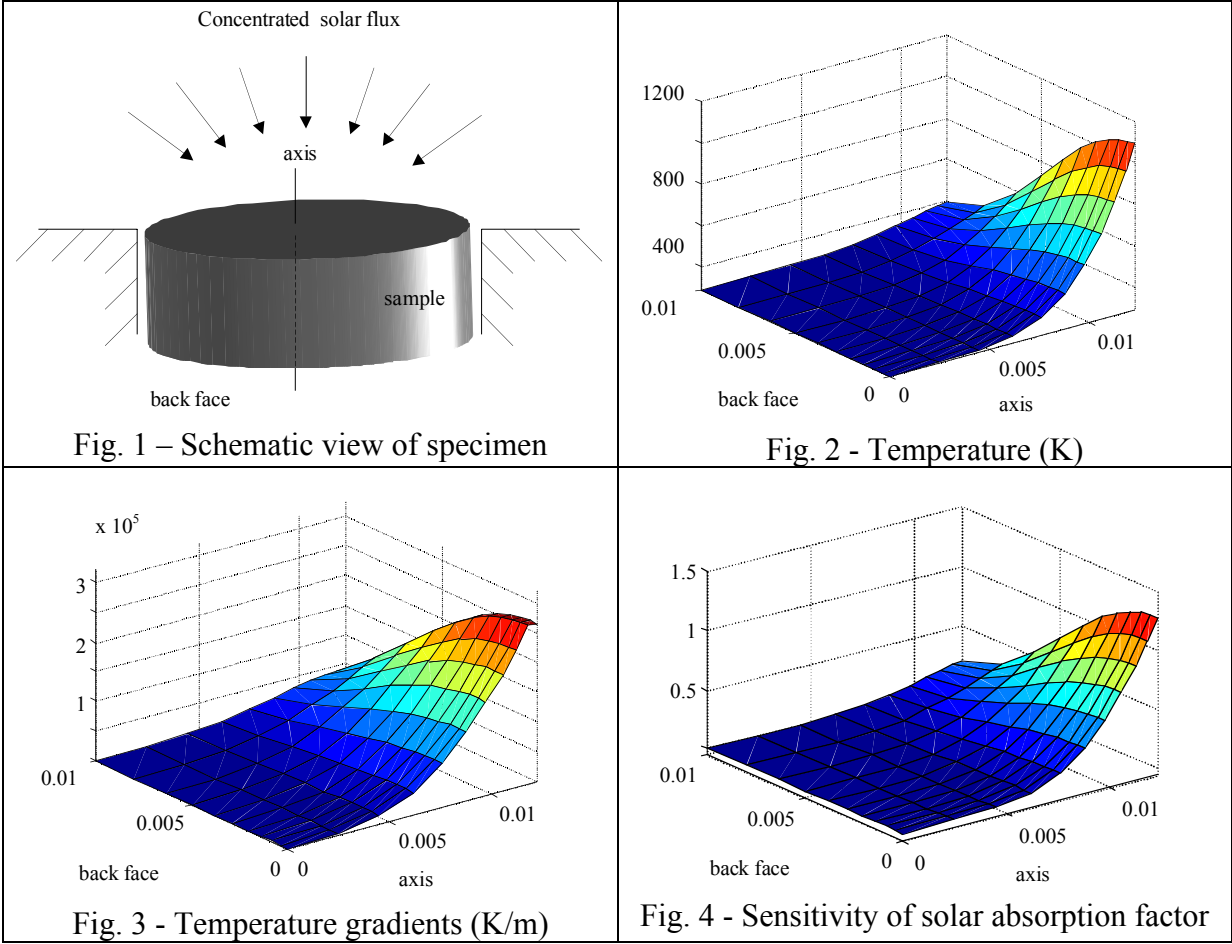 Concentrated solar flux
axis
sample
back face
Fig. 1 – Schematic view of specimen
1200
800
400
0.01
0.005
0 0
0.005
0.01
back face
axis
Fig. 2 - Temperature (K)
x 10^5
3
2
1
0.01
0.005
0 0
0.005
0.01
back face
axis
Fig. 3 - Temperature gradients (K/m)
1.5
1
0.5
0.01
0.005
0 0
0.005
0.01
back face
axis
Fig. 4 - Sensitivity of solar absorption factor